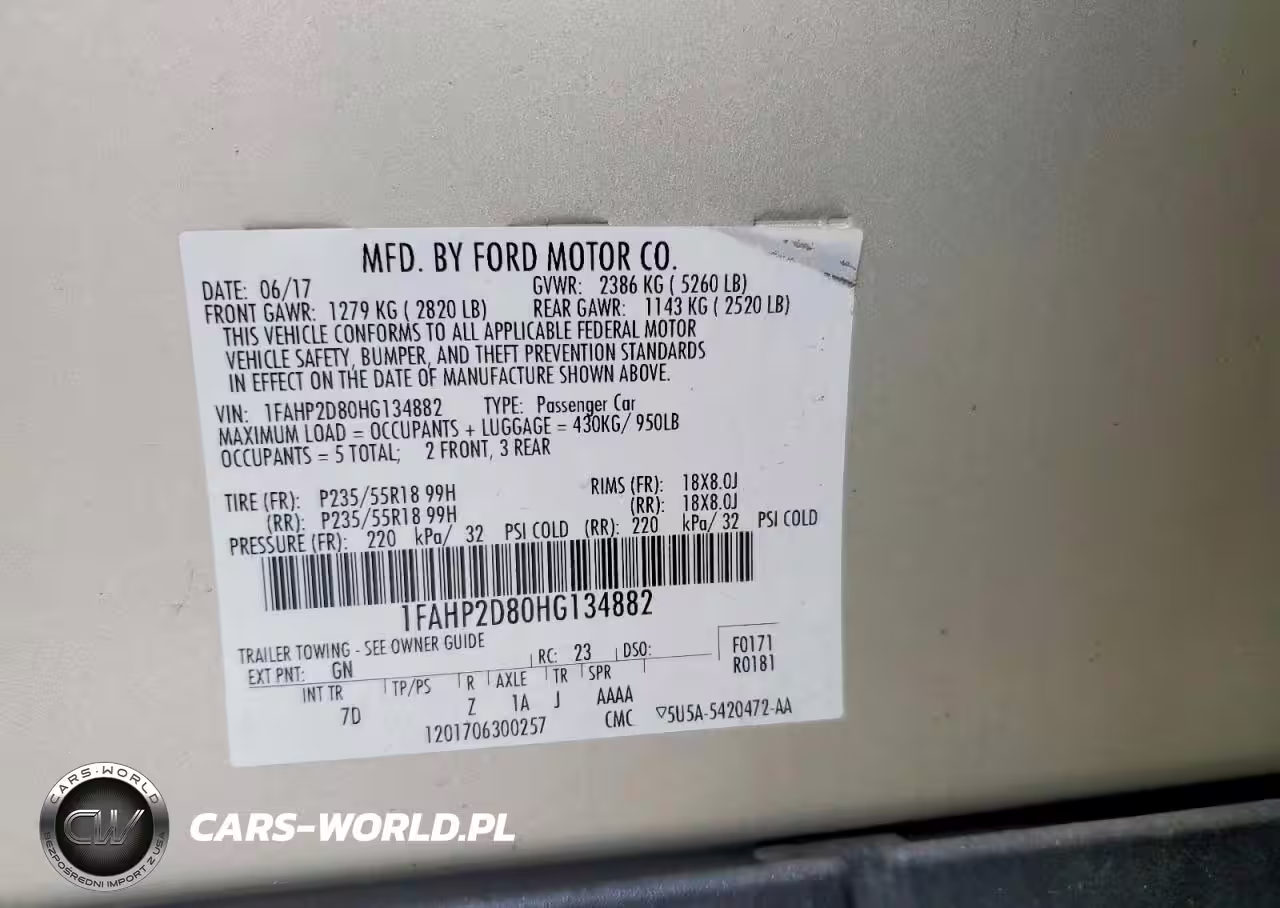 MFD. BY FORD MOTOR CO.
DATE: 06/17 GVWR: 2386 KG ( 5260 LB)
FRONT GAWR: 1279 KG ( 2820 LB) REAR GAWR: 1143 KG ( 2520 LB)
THIS VEHICLE CONFORMS TO ALL APPLICABLE FEDERAL MOTOR
VEHICLE SAFETY, BUMPER, AND THEFT PREVENTION STANDARDS
IN EFFECT ON THE DATE OF MANUFACTURE SHOWN ABOVE.
VIN: 1FAHP2D80HG134882 TYPE: Passenger Car
MAXIMUM LOAD = OCCUPANTS + LUGGAGE = 430KG/ 950LB
OCCUPANTS = 5 TOTAL; 2 FRONT, 3 REAR
TIRE (FR): P235/55R18 99H RIMS (FR): 18X8.0J
(RR): P235/55R18 99H (RR): 18X8.0J
PRESSURE (FR): 220 kPa/ 32 PSI COLD (RR): 220 kPa/ 32 PSI COLD
1FAHP2D80HG134882
TRAILER TOWING - SEE OWNER GUIDE
EXT PNT: GN RC: 23 DSO: F0171
R0181
INT TR TP/PS R AXLE TR SPR
7D Z 1A J AAAA
1201706300257 CMC ▽5U5A-5420472-AA
CARS-WORLD
CW
BEZPOŚREDNI IMPORT Z USA
CARS-WORLD.PL